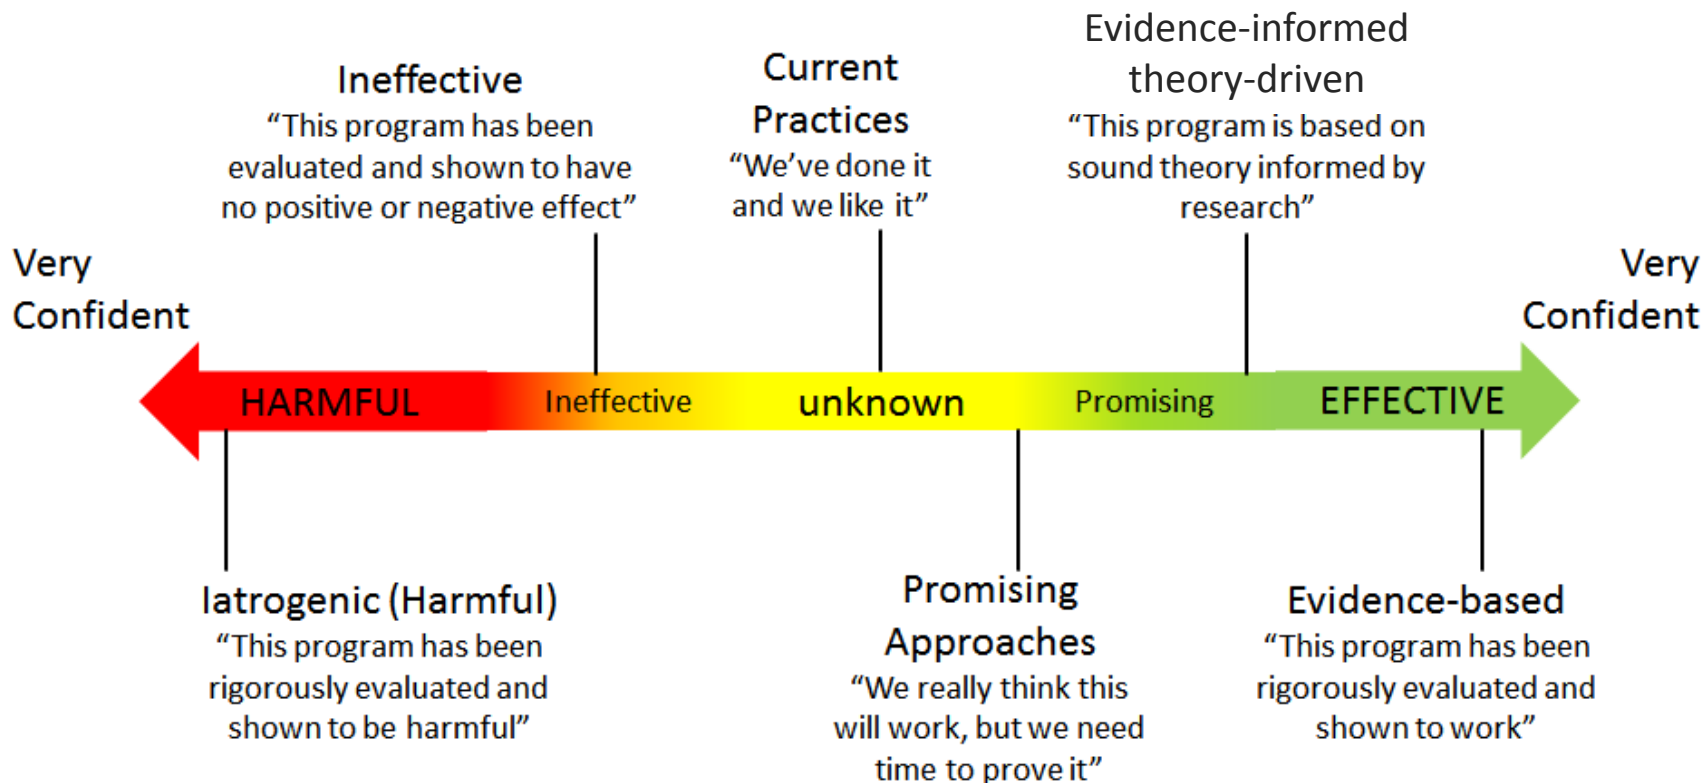 Ineffective
“This program has been
evaluated and shown to have
no positive or negative effect”
Current
Practices
“We’ve done it
and we like it”
Evidence-informed
theory-driven
“This program is based on
sound theory informed by
research”
Very
Confident
Very
Confident
HARMFUL
Ineffective
unknown
Promising
EFFECTIVE
Iatrogenic (Harmful)
“This program has been
rigorously evaluated and
shown to be harmful”
Promising
Approaches
“We really think this
will work, but we need
time to prove it”
Evidence-based
“This program has been
rigorously evaluated and
shown to work”